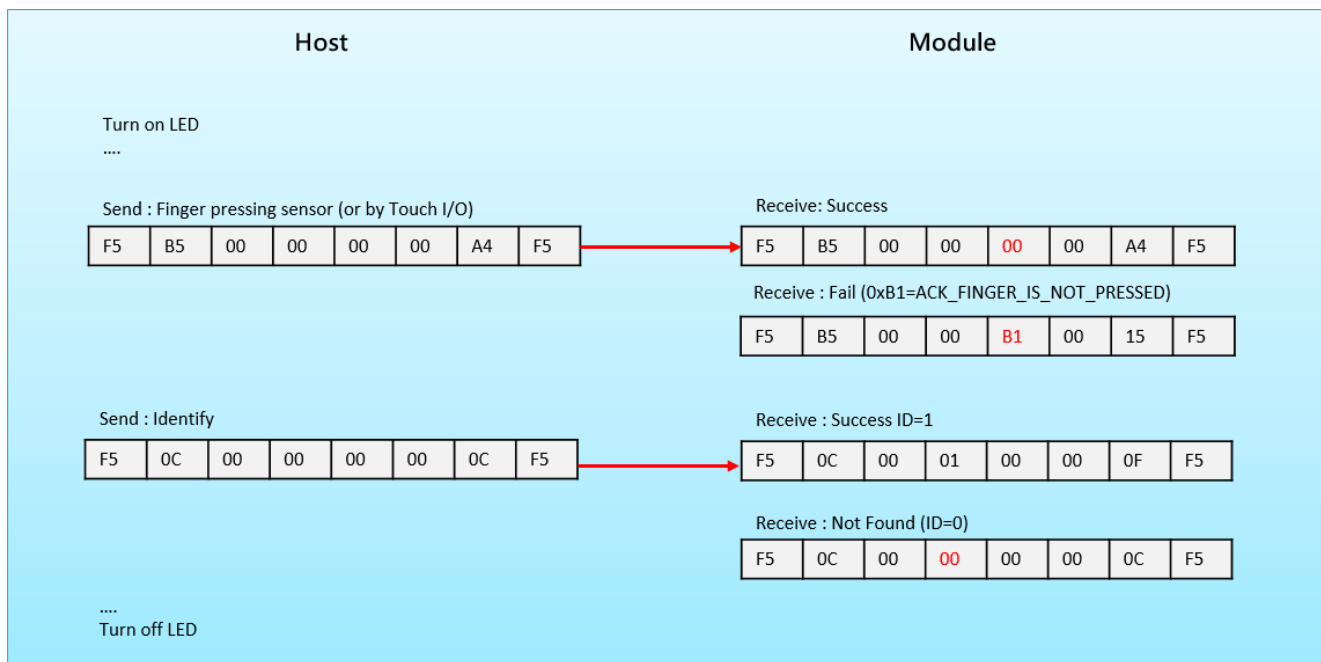 Host Module
Turn on LED
....
Send : Finger pressing sensor (or by Touch I/O)
F5 B5 00 00 00 00 A4 F5
Receive: Success
F5 B5 00 00 00 00 A4 F5
Receive : Fail (0xB1=ACK_FINGER_IS_NOT_PRESSED)
F5 B5 00 00 B1 00 15 F5
Send : Identify
F5 0C 00 00 00 00 0C F5
Receive : Success ID=1
F5 0C 00 01 00 00 0F F5
Receive : Not Found (ID=0)
F5 0C 00 00 00 00 0C F5
....
Turn off LED